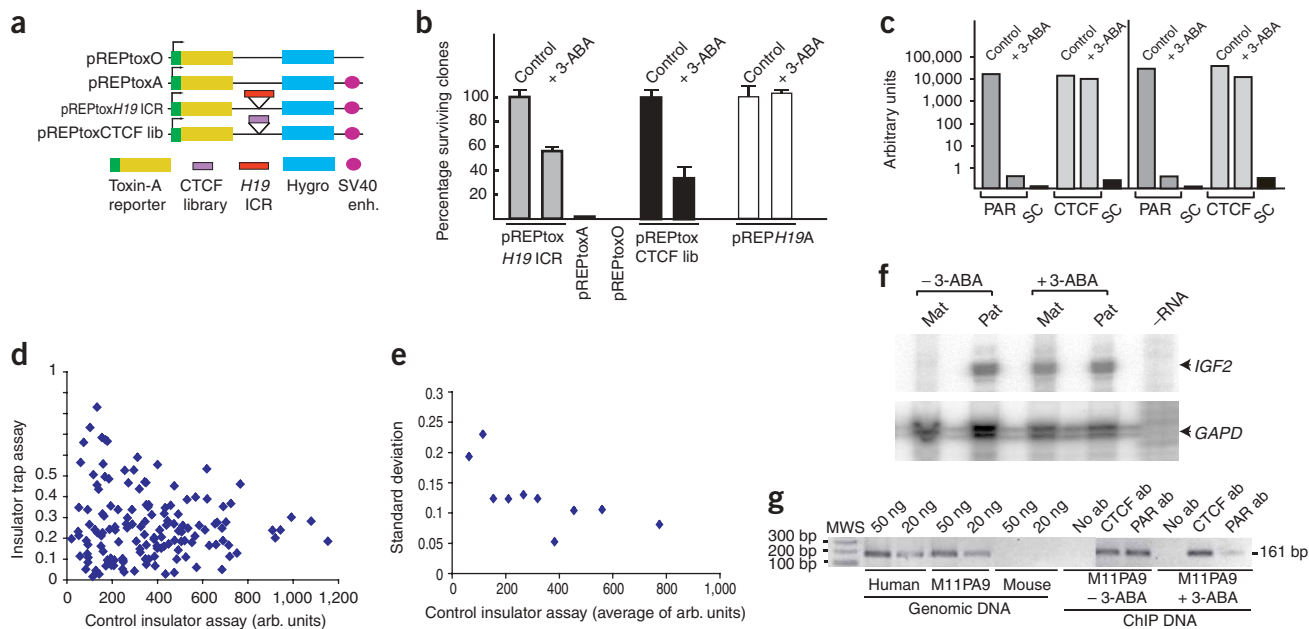 a
pREPtoxO
pREPtoxA
pREPtoxH19 ICR
pREPtoxCTCF lib
Toxin-A
reporter
CTCF
library
H19
ICR
Hygro
SV40
enh.
b
Percentage surviving clones
100
80
60
40
20
Control
+ 3-ABA
Control
+ 3-ABA
Control
+ 3-ABA
pREPtox
H19 ICR
pREPtoxA
pREPtoxO
pREPtox
CTCF lib
pREPH19A
c
Arbitrary units
100,000
10,000
1,000
100
10
1
Control
+ 3-ABA
Control
+ 3-ABA
Control
+ 3-ABA
Control
+ 3-ABA
PAR
SC
CTCF
SC
PAR
SC
CTCF
SC
d
Insulator trap assay
1
0.5
0.4
0.3
0.2
0.1
0
0
200
400
600
800
1,000
1,200
Control insulator assay (arb. units)
e
Standard deviation
0.3
0.25
0.2
0.15
0.1
0.05
0
0
200
400
600
800
1,000
Control insulator assay (average of arb. units)
f
– 3-ABA
+ 3-ABA
Mat
Pat
Mat
Pat
–RNA
IGF2
GAPD
g
MWS
50 ng
20 ng
50 ng
20 ng
50 ng
20 ng
No ab
CTCF ab
PAR ab
No ab
CTCF ab
PAR ab
300 bp
200 bp
100 bp
161 bp
Human
M11PA9
Mouse
Genomic DNA
M11PA9
– 3-ABA
M11PA9
+ 3-ABA
ChIP DNA